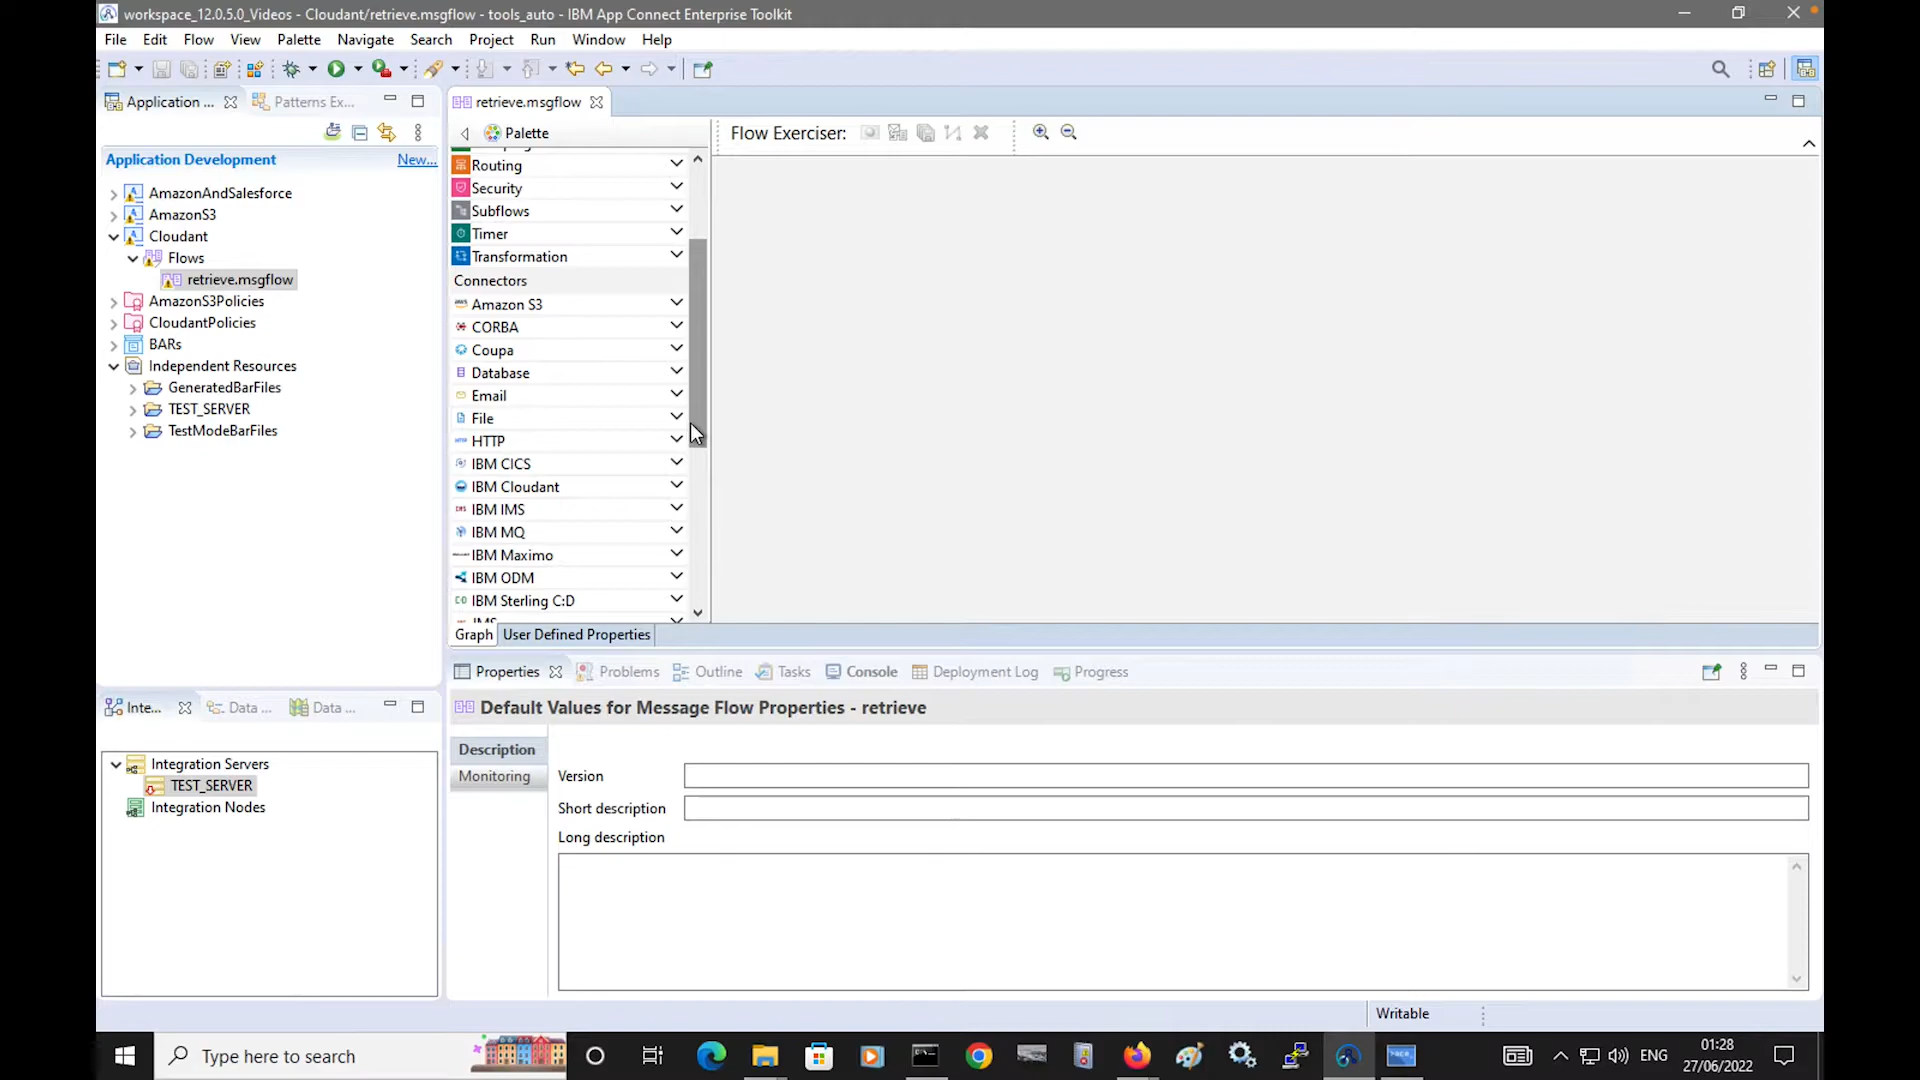 workspace_12.0.5.0_Videos - Cloudant/retrieve.msgflow - tools_auto - IBM App Connect Enterprise Toolkit
File Edit Flow View Palette Navigate Search Project Run Window Help
Application ...
Patterns Ex...
Application Development
New...
AmazonAndSalesforce
AmazonS3
Cloudant
Flows
retrieve.msgflow
AmazonS3Policies
CloudantPolicies
BARs
Independent Resources
GeneratedBarFiles
TEST_SERVER
TestModeBarFiles
retrieve.msgflow
Palette
Routing
Security
Subflows
Timer
Transformation
Connectors
Amazon S3
CORBA
Coupa
Database
Email
File
HTTP
IBM CICS
IBM Cloudant
IBM IMS
IBM MQ
IBM Maximo
IBM ODM
IBM Sterling C:D
Flow Exerciser:
Graph
User Defined Properties
Inte...
Data ...
Data ...
Integration Servers
TEST_SERVER
Integration Nodes
Properties
Problems
Outline
Tasks
Console
Deployment Log
Progress
Default Values for Message Flow Properties - retrieve
Description
Monitoring
Version
Short description
Long description
Writable
Type here to search
ENG
01:28
27/06/2022